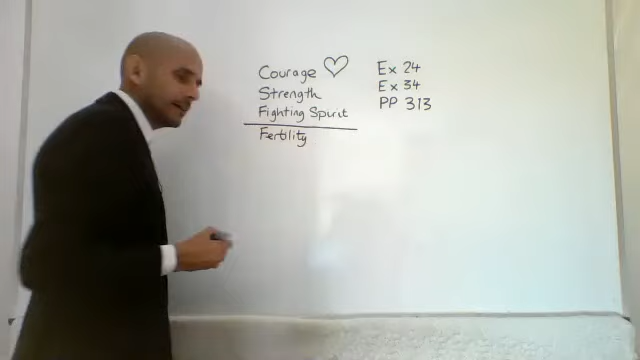 Courage
Strength
Fighting Spirit
Fertility
Ex 24
Ex 34
PP 313